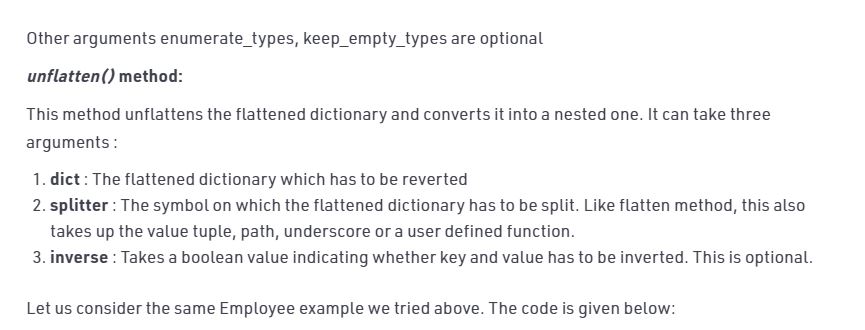 Other arguments enumerate_types, keep_empty_types are optional
unflatten() method:
This method unflattens the flattened dictionary and converts it into a nested one. It can take three
arguments :
1. dict : The flattened dictionary which has to be reverted
2. splitter : The symbol on which the flattened dictionary has to be split. Like flatten method, this also
takes up the value tuple, path, underscore or a user defined function.
3. inverse : Takes a boolean value indicating whether key and value has to be inverted. This is optional.
Let us consider the same Employee example we tried above. The code is given below: